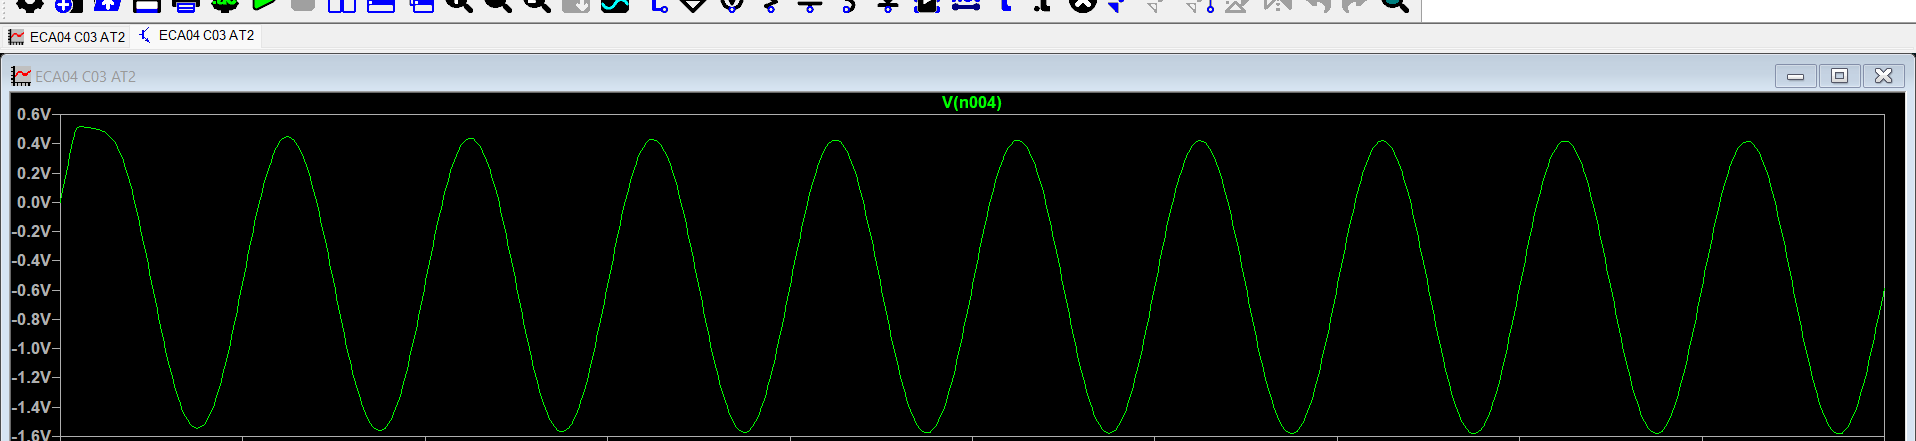 ECA04 C03 AT2
ECA04 C03 AT2
ECA04 C03 AT2
V(n004)
0.6V
0.4V
0.2V
0.0V
-0.2V
-0.4V
-0.6V
-0.8V
-1.0V
-1.2V
-1.4V
-1.6V